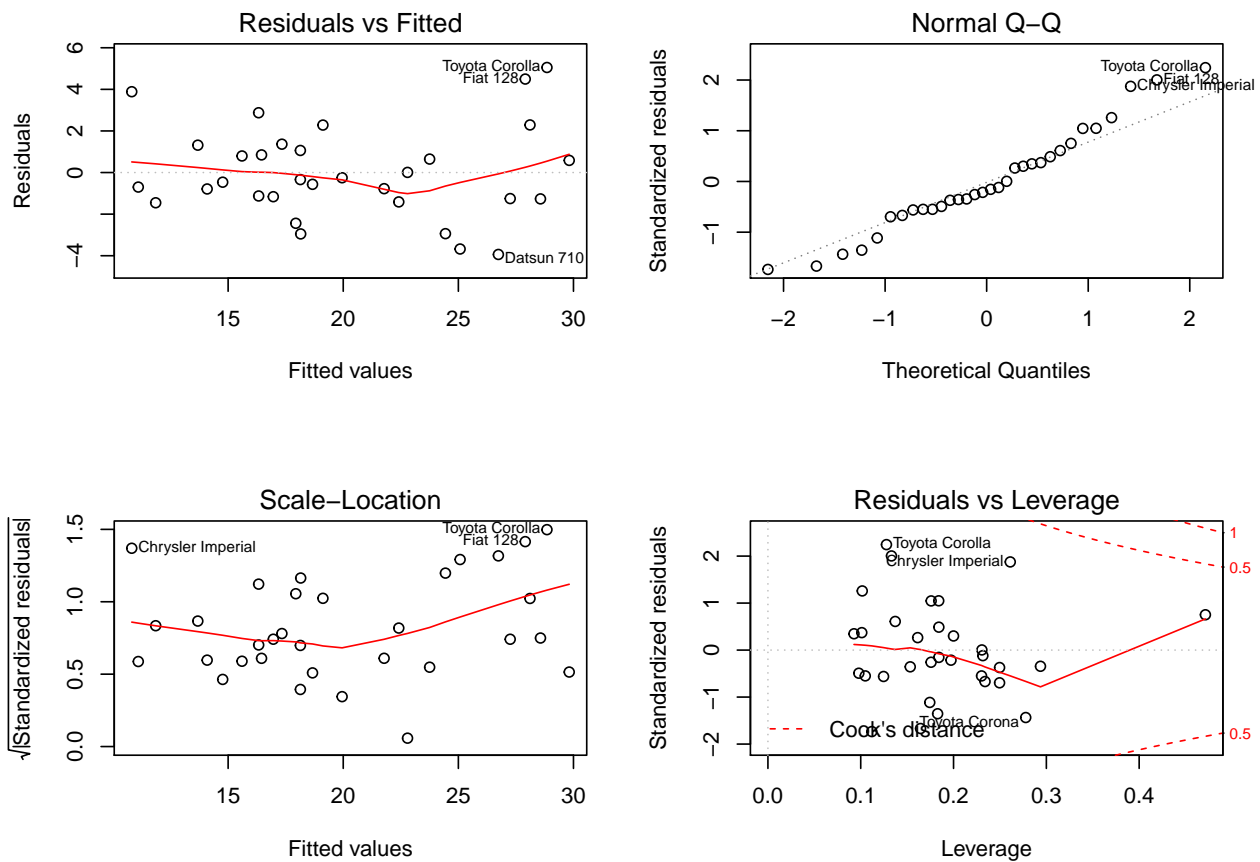 Residuals vs Fitted
Residuals
−4
0
2
4
6
15
20
25
30
Fitted values
Toyota Corolla
Fiat 128
Datsun 710
Normal Q−Q
Standardized residuals
−1
0
1
2
−2
−1
0
1
2
Theoretical Quantiles
Toyota Corolla
Fiat 128
Chrysler Imperial
Scale−Location
√|Standardized residuals|
0.0
0.5
1.0
1.5
15
20
25
30
Fitted values
Toyota Corolla
Fiat 128
Chrysler Imperial
Residuals vs Leverage
Standardized residuals
−2
−1
0
1
2
0.0
0.1
0.2
0.3
0.4
Leverage
Toyota Corolla
Chrysler Imperial
Toyota Corona
Cook's distance
1
0.5
0.5